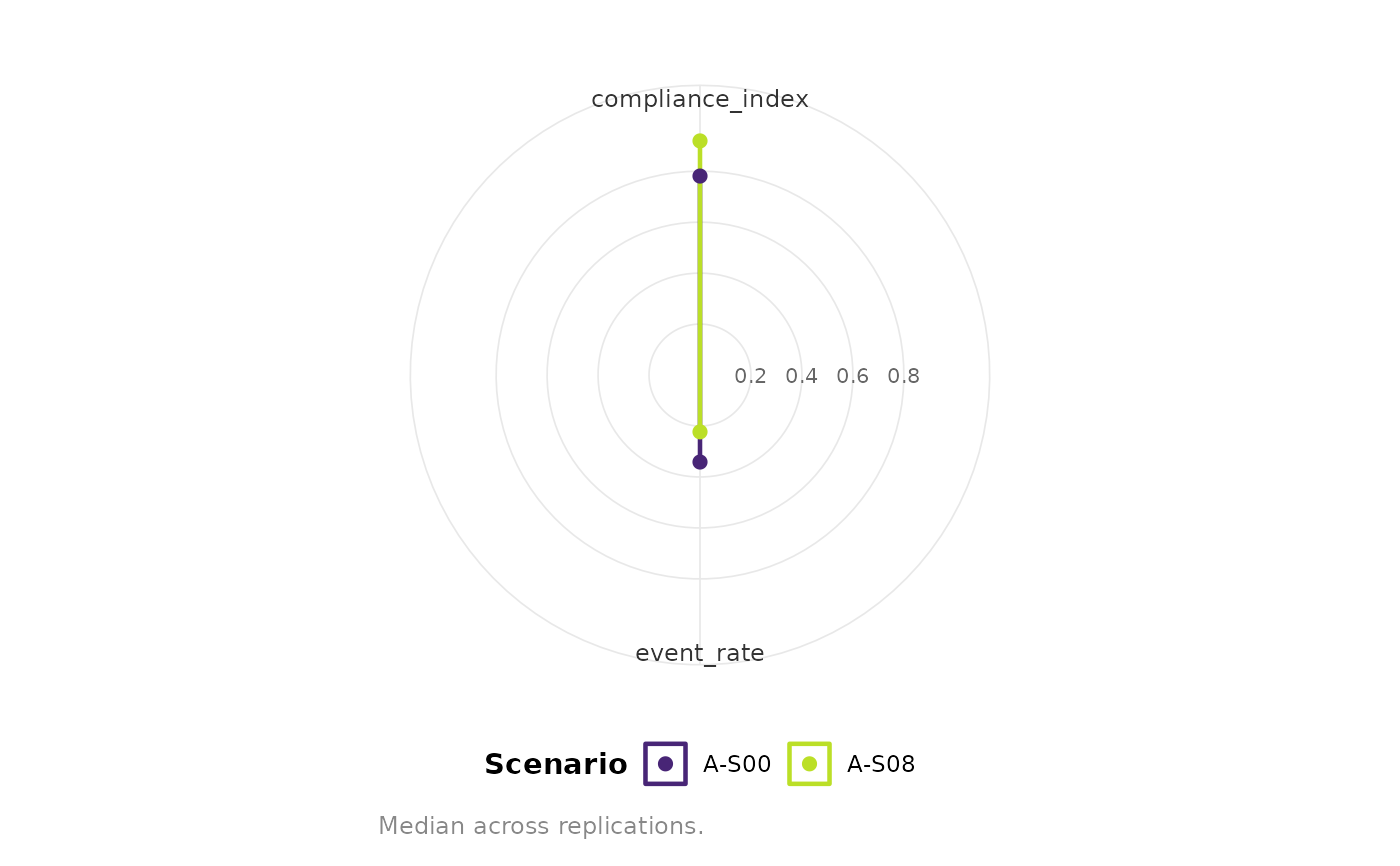 compliance_index
0.2 0.4 0.6 0.8
event_rate
Scenario A-S00 A-S08
Median across replications.